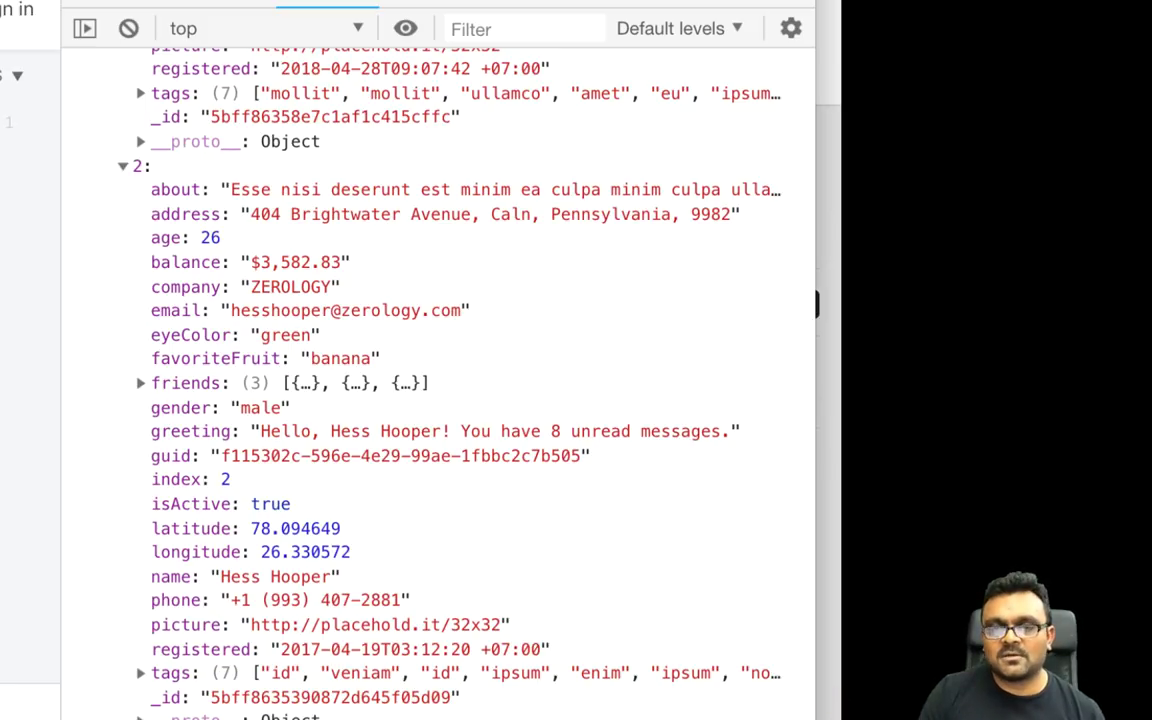 n in
top
Filter
Default levels
picture: "http://placehold.it/32x32"
registered: "2018-04-28T09:07:42 +07:00"
tags: (7) ["mollit", "mollit", "ullamco", "amet", "eu", "ipsum…
1
_id: "5bff86358e7c1af1c415cffc"
__proto__: Object
2:
about: "Esse nisi deserunt est minim ea culpa minim culpa ulla…
address: "404 Brightwater Avenue, Caln, Pennsylvania, 9982"
age: 26
balance: "$3,582.83"
company: "ZEROLOGY"
email: "hesshooper@zerology.com"
eyeColor: "green"
favoriteFruit: "banana"
friends: (3) [{…}, {…}, {…}]
gender: "male"
greeting: "Hello, Hess Hooper! You have 8 unread messages."
guid: "f115302c-596e-4e29-99ae-1fbbc2c7b505"
index: 2
isActive: true
latitude: 78.094649
longitude: 26.330572
name: "Hess Hooper"
phone: "+1 (993) 407-2881"
picture: "http://placehold.it/32x32"
registered: "2017-04-19T03:12:20 +07:00"
tags: (7) ["id", "veniam", "id", "ipsum", "enim", "ipsum", "no…
_id: "5bff8635390872d645f05d09"
__proto__: Object